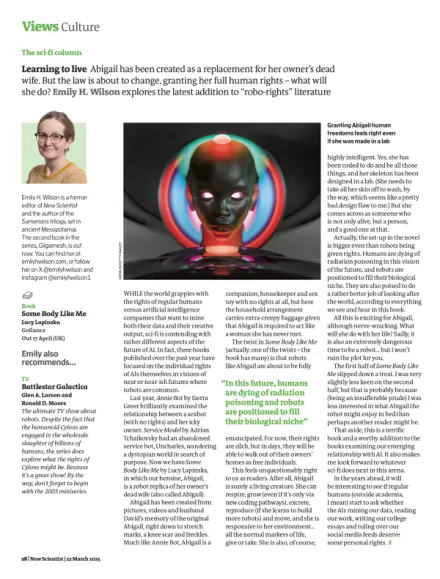 Views Culture
The sci-fi column
Learning to live Abigail has been created as a replacement for her owner's dead
wife. But the law is about to change, granting her full human rights – what will
she do? Emily H. Wilson explores the latest addition to "robo-rights" literature
Emily H. Wilson is a former
editor of New Scientist
and the author of the
Sumerians trilogy, set in
ancient Mesopotamia.
The second book in the
series, Gilgamesh, is out
now. You can find her at
emilyhwilson.com, or follow
her on X @emilyhwilson and
Instagram @emilyhwilson1
Book
Some Body Like Me
Lucy Lapinska
Gollancz
Out 17 April (UK)
Emily also
recommends...
TV
Battlestar Galactica
Glen A. Larson and
Ronald D. Moore
The ultimate TV show about
robots. Despite the fact that
the humanoid Cylons are
engaged in the wholesale
slaughter of billions of
humans, the series does
explore what the rights of
Cylons might be. Because
it is a great show! By the
way, don't forget to begin
with the 2003 miniseries.
WHILE the world grapples with
the rights of regular humans
versus artificial intelligence
companies that want to mine
both their data and their creative
output, sci-fi is contending with
rather different aspects of the
future of AI. In fact, three books
published over the past year have
focused on the individual rights
of AIs themselves in visions of
near or near-ish futures where
robots are common.
Last year, Annie Bot by Sierra
Greer brilliantly examined the
relationship between a sexbot
(with no rights) and her icky
owner. Service Model by Adrian
Tchaikovsky had an abandoned
service bot, Uncharles, wondering
a dystopian world in search of
purpose. Now we have Some
Body Like Me by Lucy Lapinska,
in which our heroine, Abigail,
is a robot replica of her owner's
dead wife (also called Abigail).
Abigail has been created from
pictures, videos and husband
David's memory of the original
Abigail, right down to stretch
marks, a knee scar and freckles.
Much like Annie Bot, Abigail is a
companion, housekeeper and sex
toy with no rights at all, but here
the household arrangement
carries extra-creepy baggage given
that Abigail is required to act like
a woman she has never met.
The twist in Some Body Like Me
(actually, one of the twists – the
book has many) is that robots
like Abigail are about to be fully
"In this future, humans
are dying of radiation
poisoning and robots
are positioned to fill
their biological niche"
emancipated. For now, their rights
are zilch, but in days, they will be
able to walk out of their owners'
homes as free individuals.
This feels unquestionably right
to us as readers. After all, Abigail
is surely a living creature. She can
respire, grow (even if it's only via
new coding pathways), excrete,
reproduce (if she learns to build
more robots) and move, and she is
responsive to her environment...
all the normal markers of life,
give or take. She is also, of course,
Granting Abigail human
freedoms feels right even
if she was made in a lab
highly intelligent. Yes, she has
been coded to do and be all those
things, and her skeleton has been
designed in a lab. (She needs to
take all her skin off to wash, by
the way, which seems like a pretty
bad design flaw to me.) But she
comes across as someone who
is not only alive, but a person,
and a good one at that.
Actually, the set-up in the novel
is bigger even than robots being
given rights. Humans are dying of
radiation poisoning in this vision
of the future, and robots are
positioned to fill their biological
niche. They are also poised to do
a rather better job of looking after
the world, according to everything
we see and hear in this book.
All this is exciting for Abigail,
although nerve-wracking. What
will she do with her life? Sadly, it
is also an extremely dangerous
time to be a robot... but I won't
ruin the plot for you.
The first half of Some Body Like
Me slipped down a treat. I was very
slightly less keen on the second
half, but that is probably because
(being an insufferable prude) I was
less interested in what Abigail the
robot might enjoy in bed than
perhaps another reader might be.
That aside, this is a terrific
book and a worthy addition to the
books examining our emerging
relationship with AI. It also makes
me look forward to whatever
sci-fi does next in this arena.
In the years ahead, it will
be interesting to see if regular
humans (outside academia,
I mean) start to ask whether
the AIs mining our data, reading
our work, writing our college
essays and ruling over our
social media feeds deserve
some personal rights.
28 | New Scientist | 22 March 2025